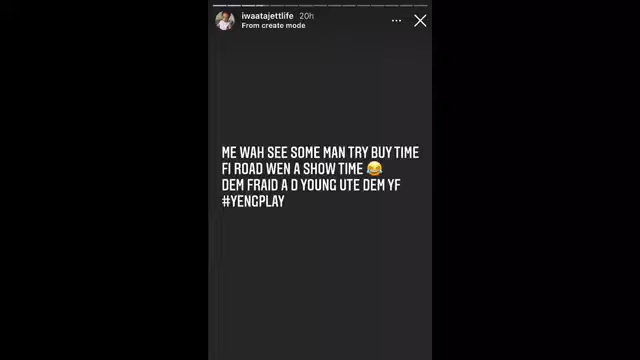 iwaatajettlife 20h
From create mode
ME WAH SEE SOME MAN TRY BUY TIME
FI ROAD WEN A SHOW TIME 😂
DEM FRAID A D YOUNG UTE DEM YF
#YENGPLAY